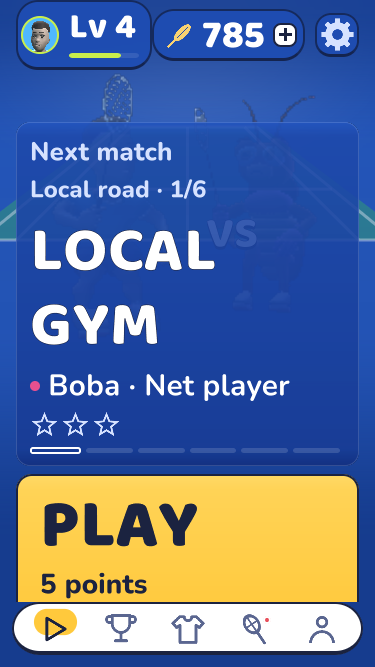 Lv 4
785
Next match
Local road · 1/6
VS
LOCAL
GYM
Boba · Net player
PLAY
5 points